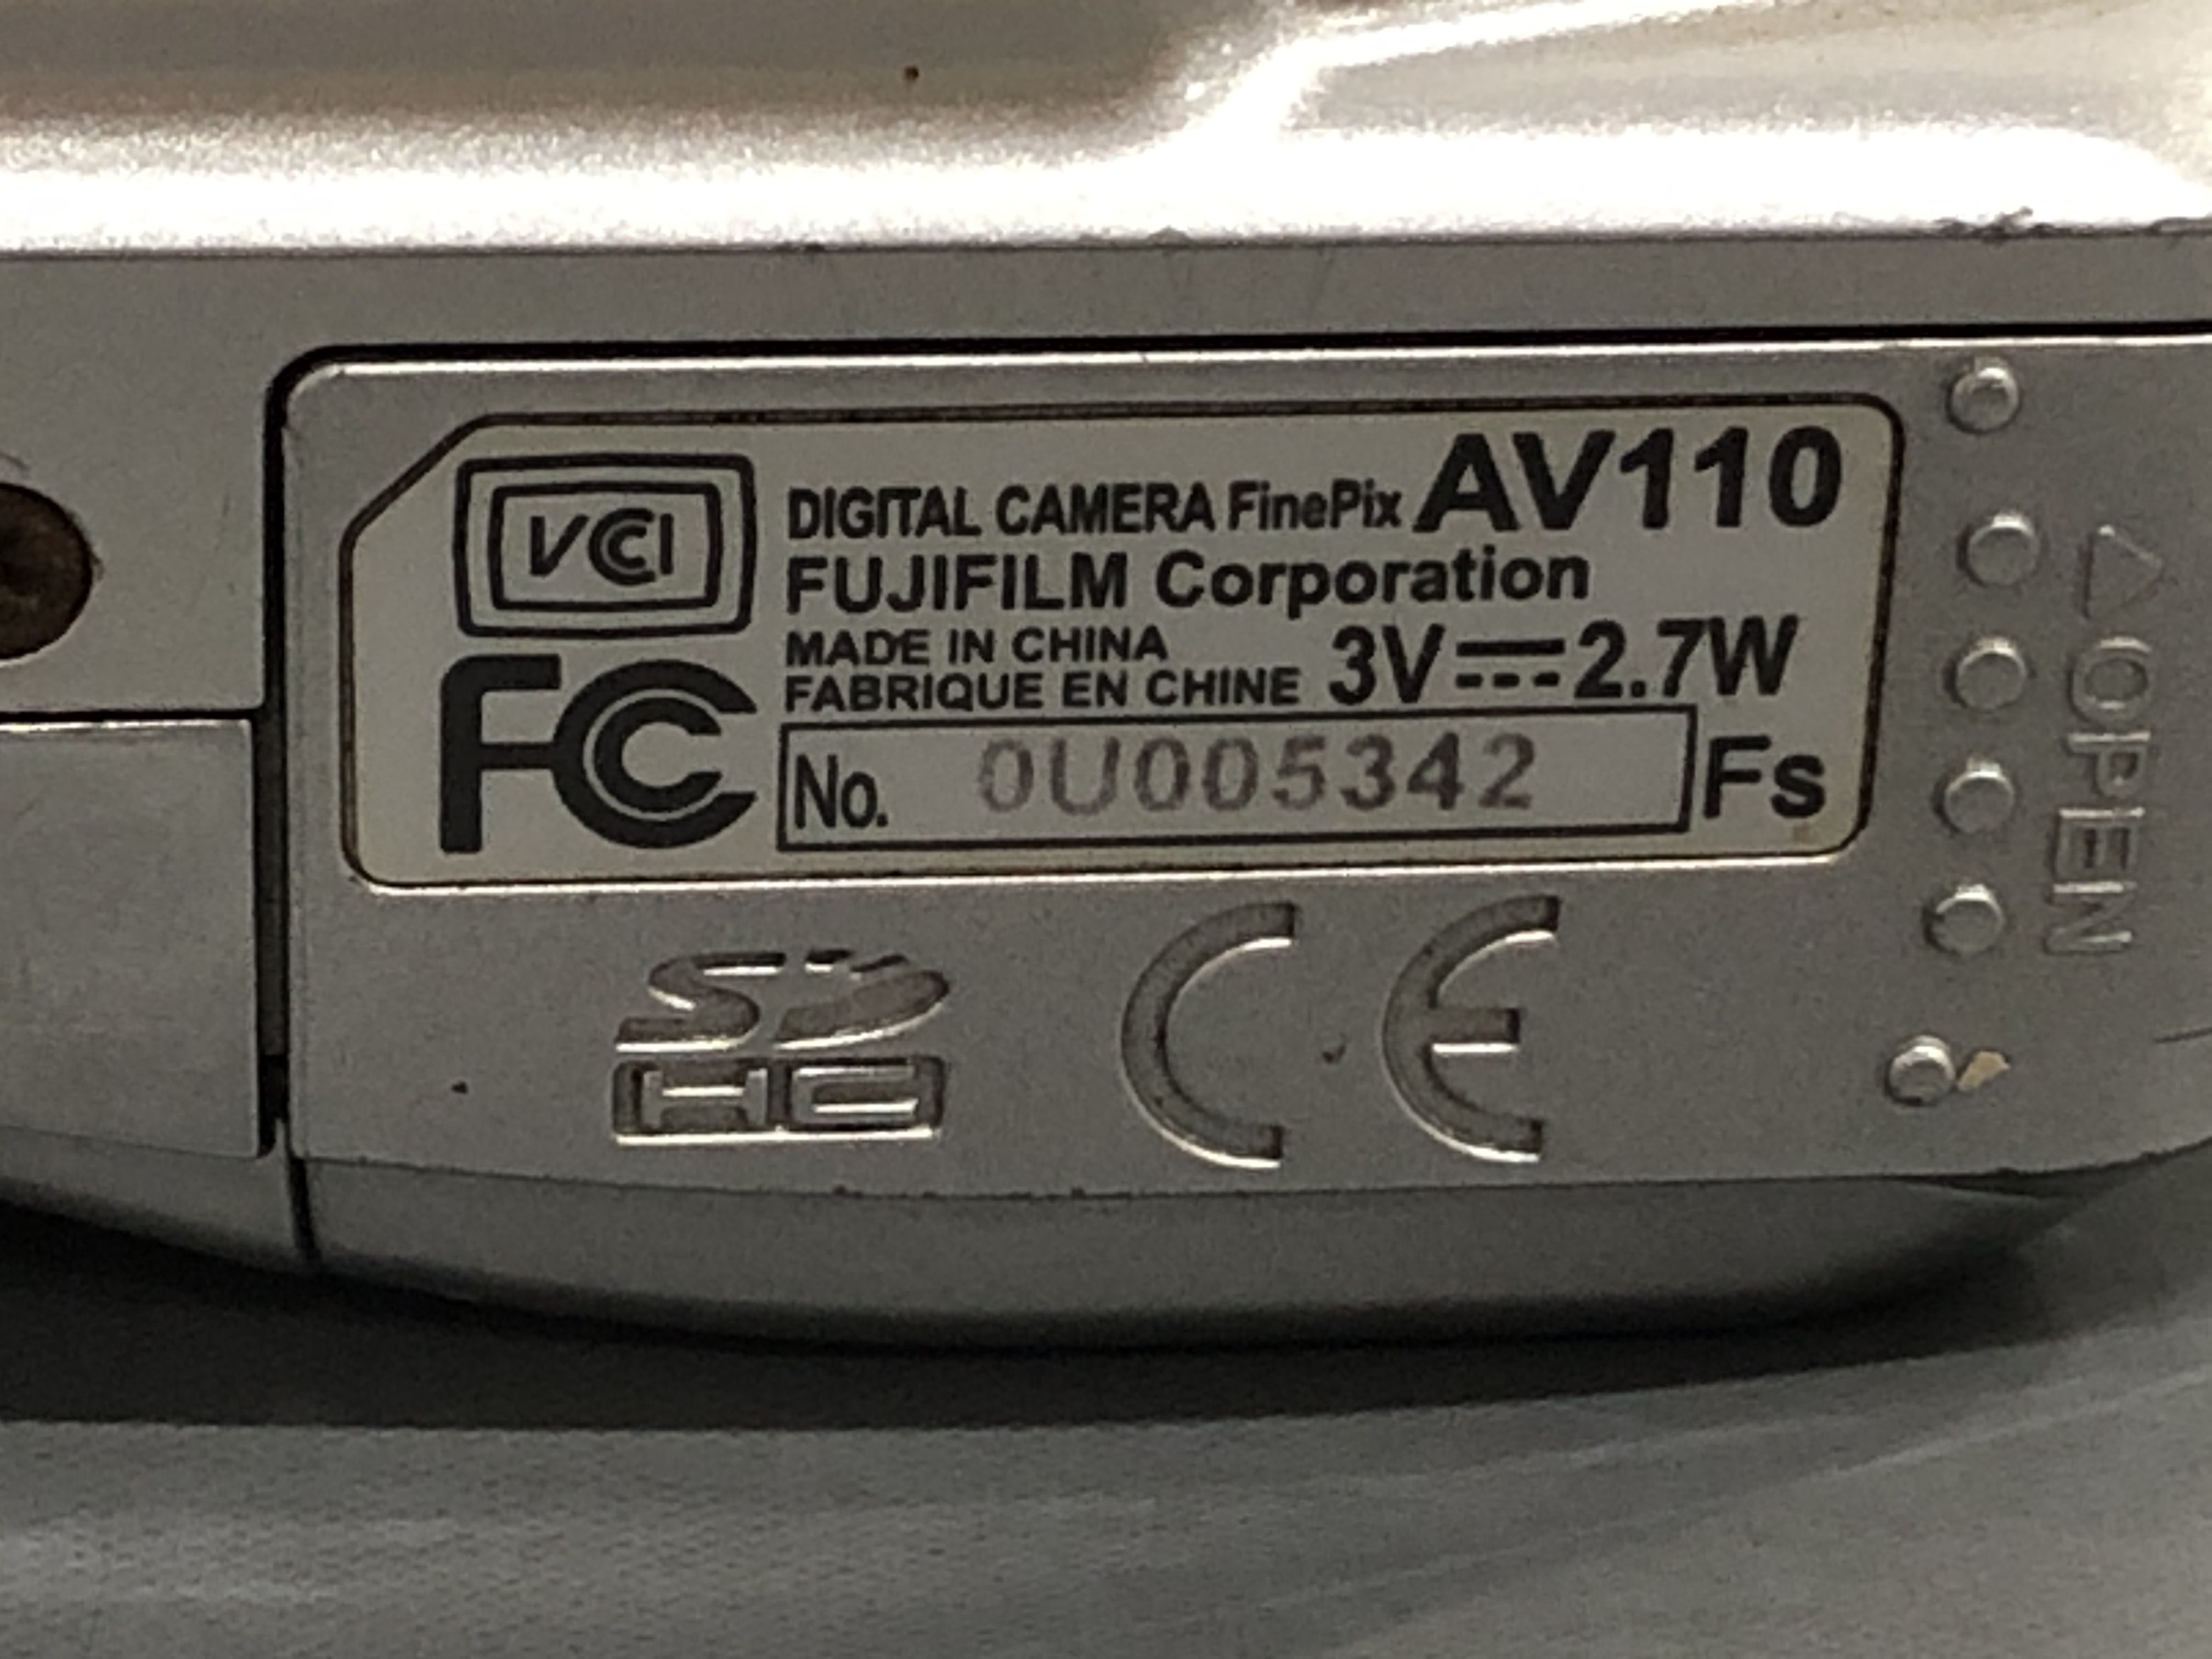 VCCI
DIGITAL CAMERA FinePix AV110
FUJIFILM Corporation
MADE IN CHINA
FABRIQUE EN CHINE 3V⎓2.7W
FC
No. 0U005342 Fs
SD
HC
CE
△OPEN